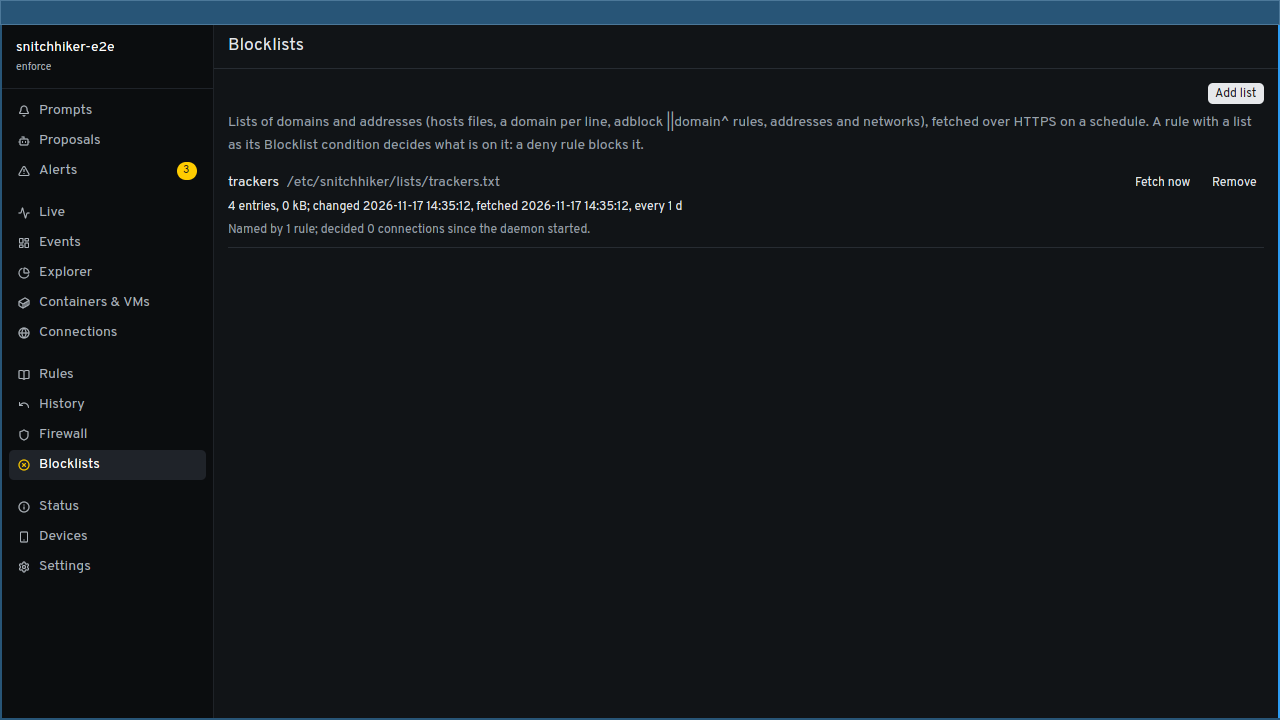 snitchhiker-e2e
enforce
Prompts
Proposals
Alerts
3
Live
Events
Explorer
Containers & VMs
Connections
Rules
History
Firewall
Blocklists
Status
Devices
Settings
Blocklists
Add list
Lists of domains and addresses (hosts files, a domain per line, adblock ||domain^ rules, addresses and networks), fetched over HTTPS on a schedule. A rule with a list
as its Blocklist condition decides what is on it: a deny rule blocks it.
trackers /etc/snitchhiker/lists/trackers.txt
Fetch now
Remove
4 entries, 0 kB; changed 2026-11-17 14:35:12, fetched 2026-11-17 14:35:12, every 1 d
Named by 1 rule; decided 0 connections since the daemon started.